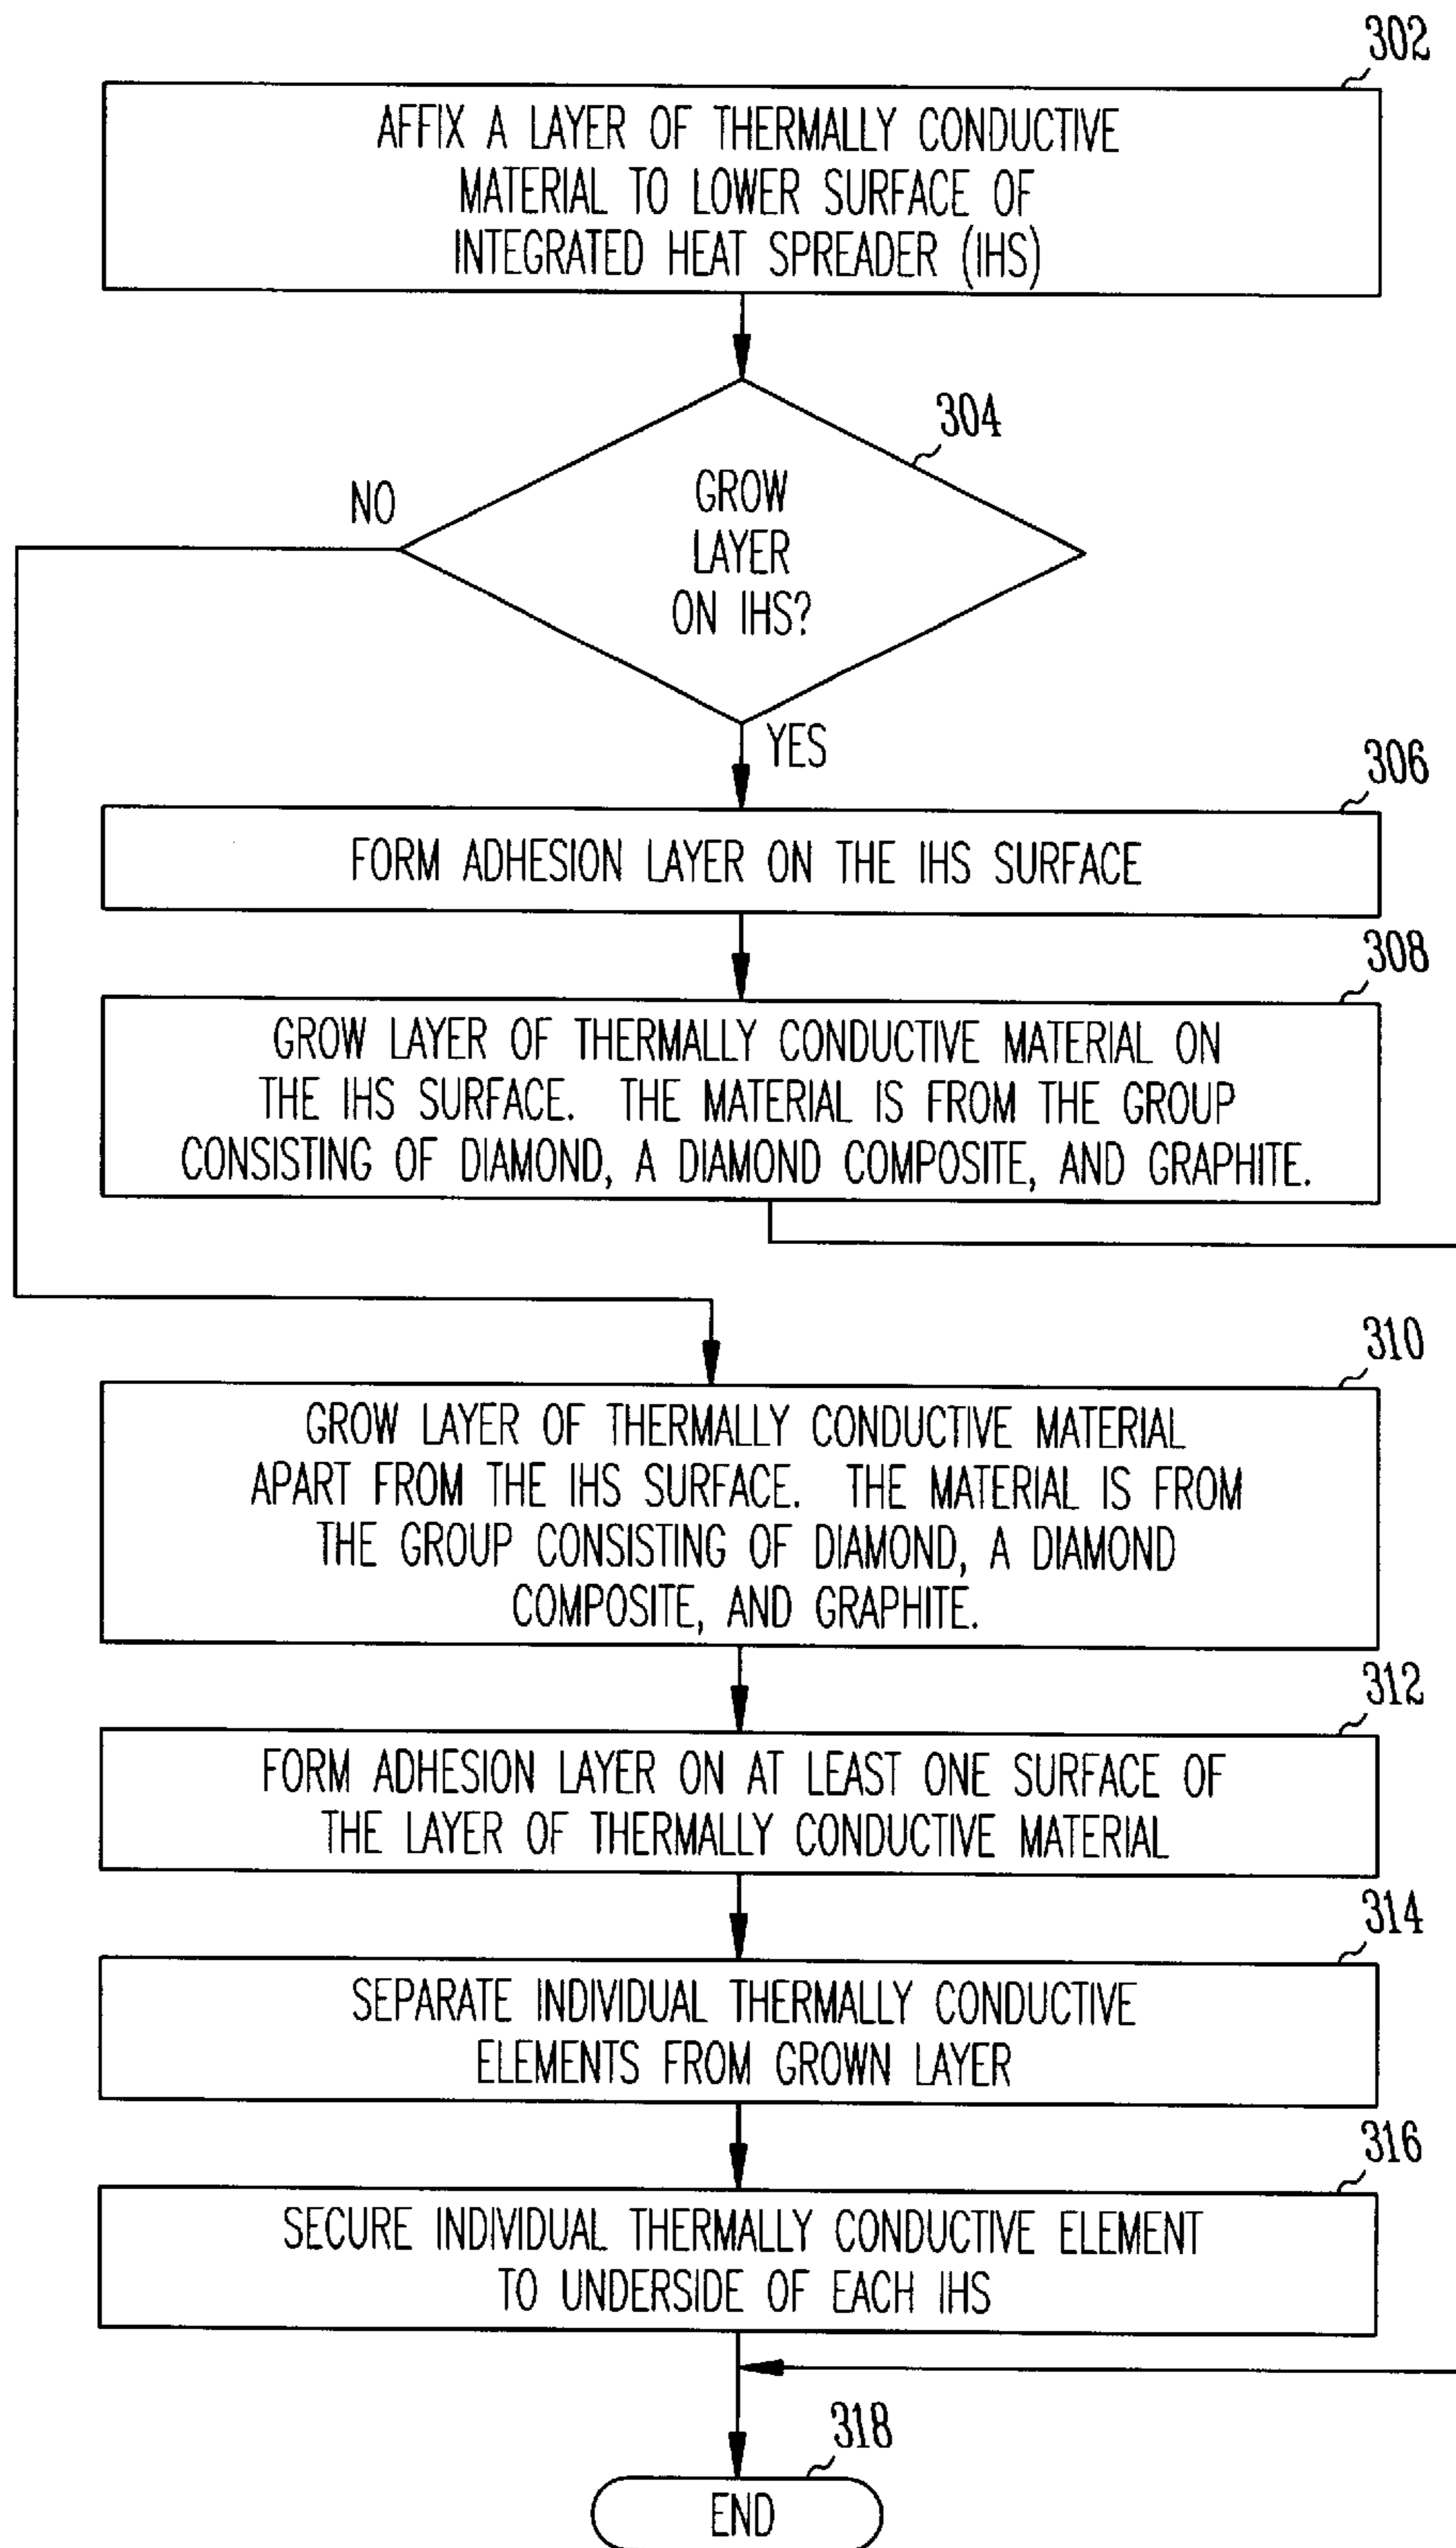 302
AFFIX A LAYER OF THERMALLY CONDUCTIVE
MATERIAL TO LOWER SURFACE OF
INTEGRATED HEAT SPREADER (IHS)
304
GROW
LAYER
ON IHS?
NO
YES
306
FORM ADHESION LAYER ON THE IHS SURFACE
308
GROW LAYER OF THERMALLY CONDUCTIVE MATERIAL ON
THE IHS SURFACE. THE MATERIAL IS FROM THE GROUP
CONSISTING OF DIAMOND, A DIAMOND COMPOSITE, AND GRAPHITE.
310
GROW LAYER OF THERMALLY CONDUCTIVE MATERIAL
APART FROM THE IHS SURFACE. THE MATERIAL IS FROM
THE GROUP CONSISTING OF DIAMOND, A DIAMOND
COMPOSITE, AND GRAPHITE.
312
FORM ADHESION LAYER ON AT LEAST ONE SURFACE OF
THE LAYER OF THERMALLY CONDUCTIVE MATERIAL
314
SEPARATE INDIVIDUAL THERMALLY CONDUCTIVE
ELEMENTS FROM GROWN LAYER
316
SECURE INDIVIDUAL THERMALLY CONDUCTIVE ELEMENT
TO UNDERSIDE OF EACH IHS
318
END